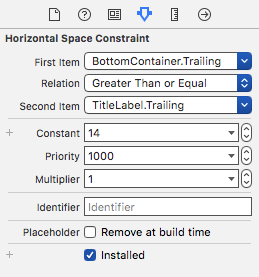 Horizontal Space Constraint
First Item BottomContainer.Trailing
Relation Greater Than or Equal
Second Item TitleLabel.Trailing
+ Constant 14
Priority 1000
Multiplier 1
Identifier Identifier
Placeholder Remove at build time
+ Installed